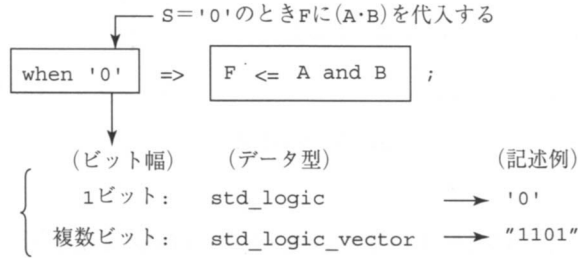 S='0'のときFに(A·B)を代入する
when '0' => F <= A and B ;
(ビット幅) (データ型) (記述例)
1ビット: std_logic → '0'
複数ビット: std_logic_vector → "1101"